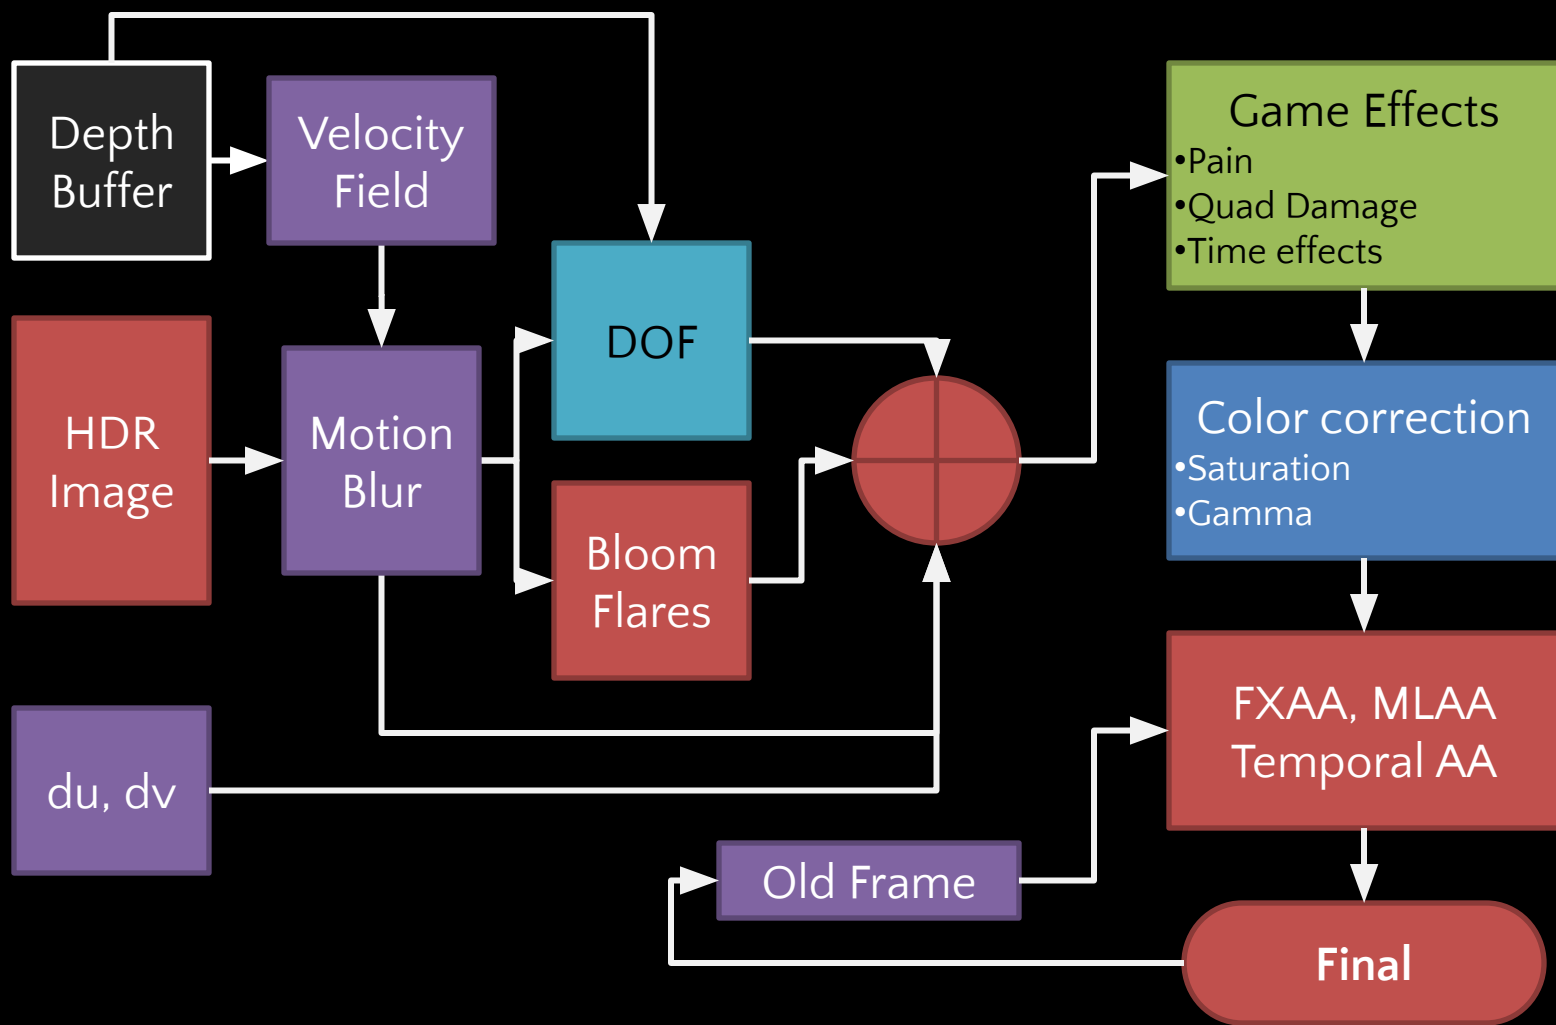 Depth
Buffer
Velocity
Field
HDR
Image
Motion
Blur
DOF
Bloom
Flares
du, dv
Old Frame
Game Effects
•Pain
•Quad Damage
•Time effects
Color correction
•Saturation
•Gamma
FXAA, MLAA
Temporal AA
Final